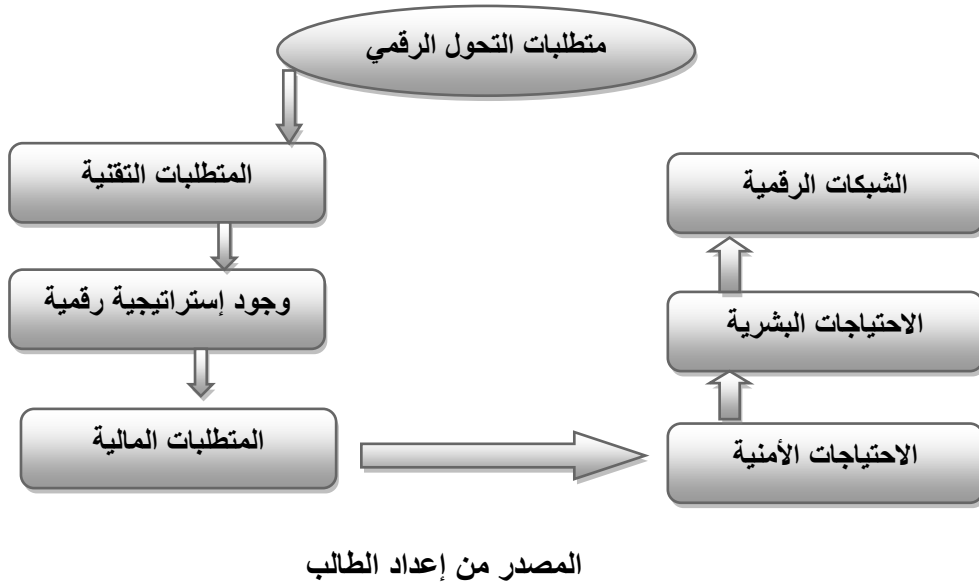 متطلبات التحول الرقمي
المتطلبات التقنية
وجود إستراتيجية رقمية
المتطلبات المالية
الاحتياجات الأمنية
الاحتياجات البشرية
الشبكات الرقمية
المصدر من إعداد الطالب